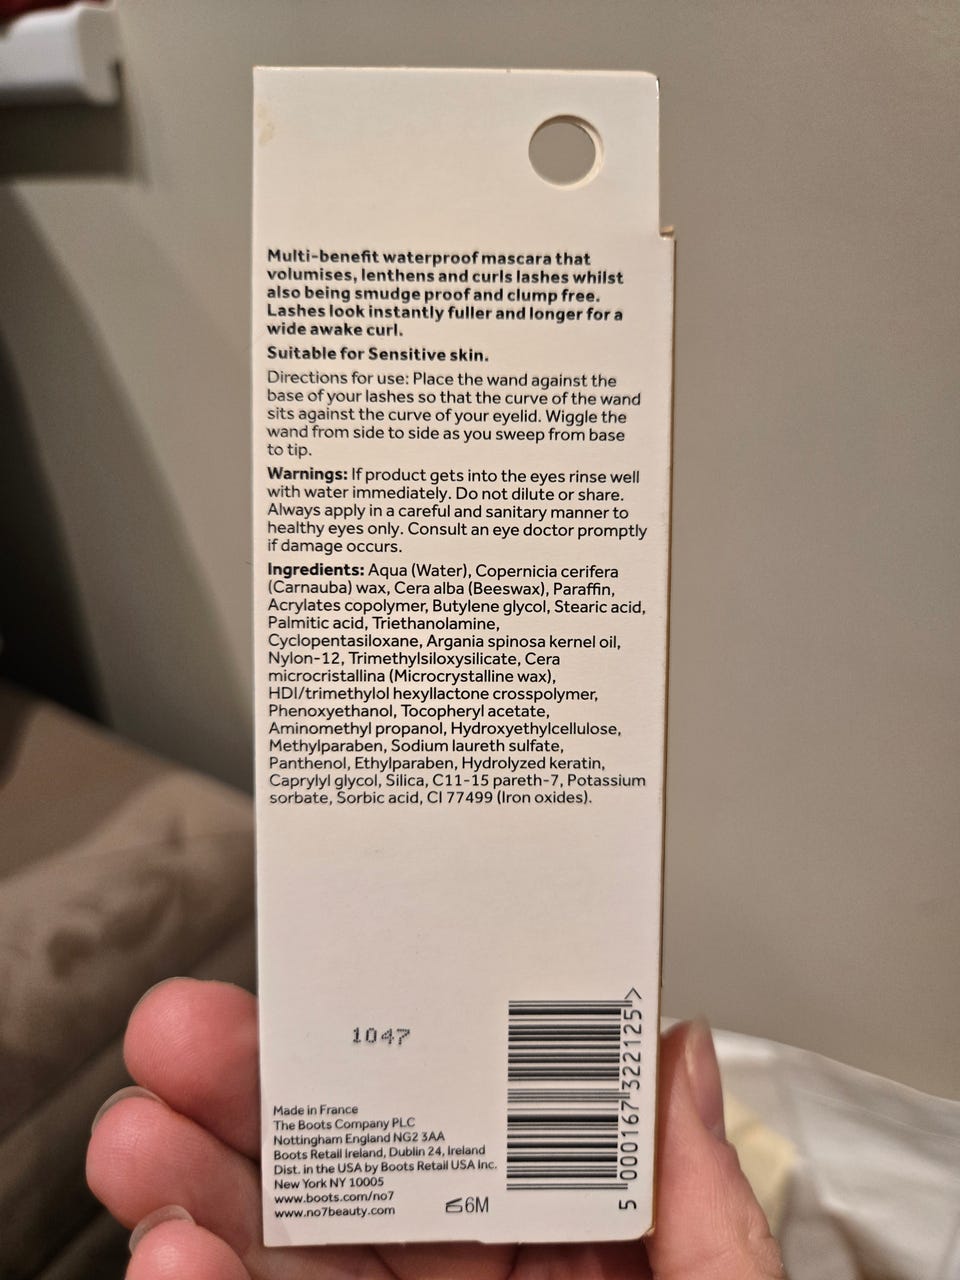 Multi-benefit waterproof mascara that
volumises, lenthens and curls lashes whilst
also being smudge proof and clump free.
Lashes look instantly fuller and longer for a
wide awake curl.
Suitable for Sensitive skin.
Directions for use: Place the wand against the
base of your lashes so that the curve of the wand
sits against the curve of your eyelid. Wiggle the
wand from side to side as you sweep from base
to tip.
Warnings: If product gets into the eyes rinse well
with water immediately. Do not dilute or share.
Always apply in a careful and sanitary manner to
healthy eyes only. Consult an eye doctor promptly
if damage occurs.
Ingredients: Aqua (Water), Copernicia cerifera
(Carnauba) wax, Cera alba (Beeswax), Paraffin,
Acrylates copolymer, Butylene glycol, Stearic acid,
Palmitic acid, Triethanolamine,
Cyclopentasiloxane, Argania spinosa kernel oil,
Nylon-12, Trimethylsiloxysilicate, Cera
microcristallina (Microcrystalline wax),
HDI/trimethylol hexyllactone crosspolymer,
Phenoxyethanol, Tocopheryl acetate,
Aminomethyl propanol, Hydroxyethylcellulose,
Methylparaben, Sodium laureth sulfate,
Panthenol, Ethylparaben, Hydrolyzed keratin,
Caprylyl glycol, Silica, C11-15 pareth-7, Potassium
sorbate, Sorbic acid, CI 77499 (Iron oxides).
1047
Made in France
The Boots Company PLC
Nottingham England NG2 3AA
Boots Retail Ireland, Dublin 24, Ireland
Dist. in the USA by Boots Retail USA Inc.
New York NY 10005
www.boots.com/no7
www.no7beauty.com
6M
5 000167 322125 >